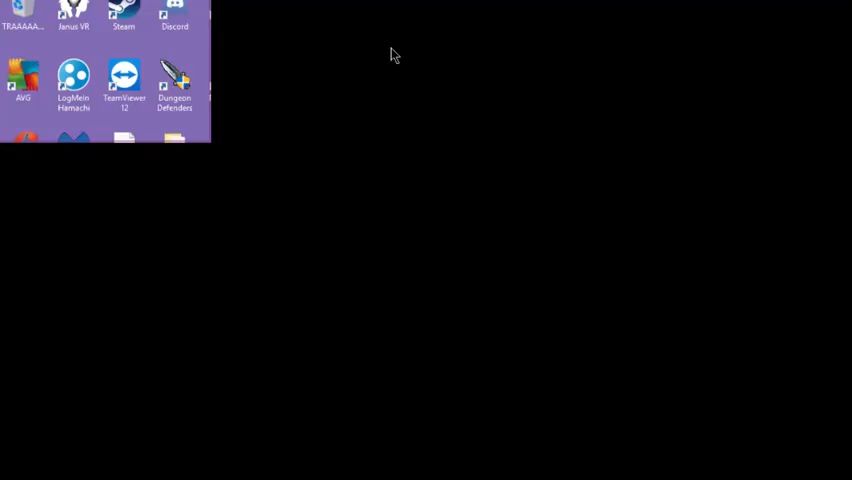 TRAAAAA...
Janus VR
Steam
Discord
AVG
LogMeIn
Hamachi
TeamViewer
12
Dungeon
Defenders